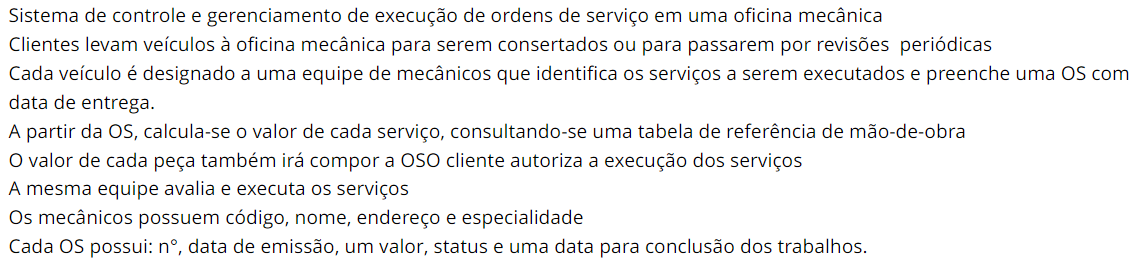 Sistema de controle e gerenciamento de execução de ordens de serviço em uma oficina mecânica
Clientes levam veículos à oficina mecânica para serem consertados ou para passarem por revisões  periódicas
Cada veículo é designado a uma equipe de mecânicos que identifica os serviços a serem executados e preenche uma OS com
data de entrega.
A partir da OS, calcula-se o valor de cada serviço, consultando-se uma tabela de referência de mão-de-obra
O valor de cada peça também irá compor a OSO cliente autoriza a execução dos serviços
A mesma equipe avalia e executa os serviços
Os mecânicos possuem código, nome, endereço e especialidade
Cada OS possui: n°, data de emissão, um valor, status e uma data para conclusão dos trabalhos.